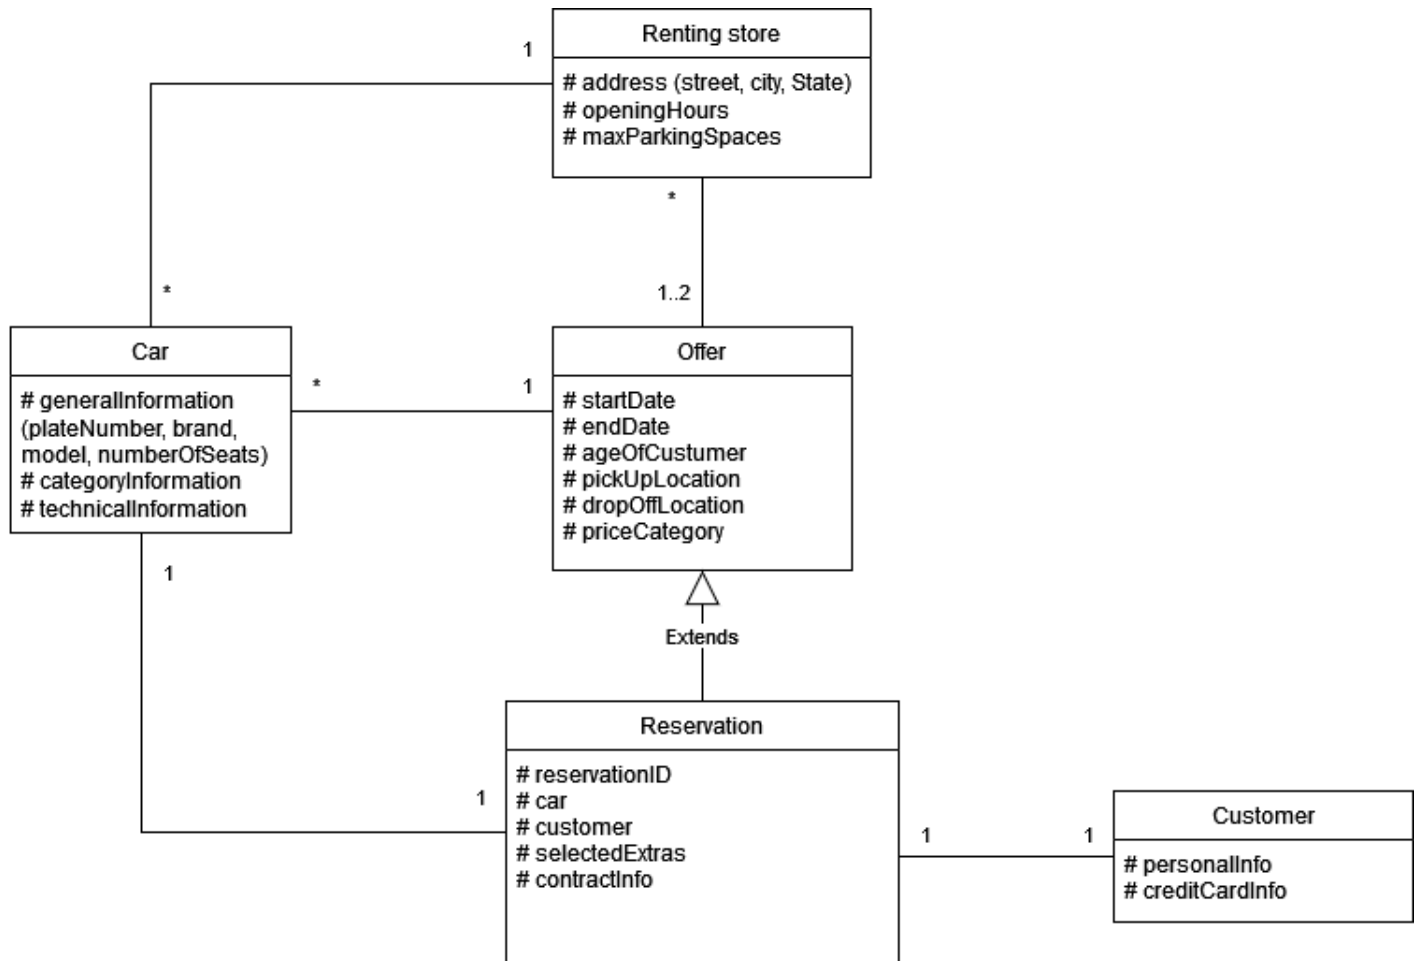 Renting store
# address (street, city, State)
# openingHours
# maxParkingSpaces
1
*
*
1..2
Car
# generalInformation
(plateNumber, brand,
model, numberOfSeats)
# categoryInformation
# technicalInformation
*
1
Offer
# startDate
# endDate
# ageOfCustumer
# pickUpLocation
# dropOffLocation
# priceCategory
1
Extends
Reservation
# reservationID
# car
# customer
# selectedExtras
# contractInfo
1
1
1
Customer
# personalInfo
# creditCardInfo